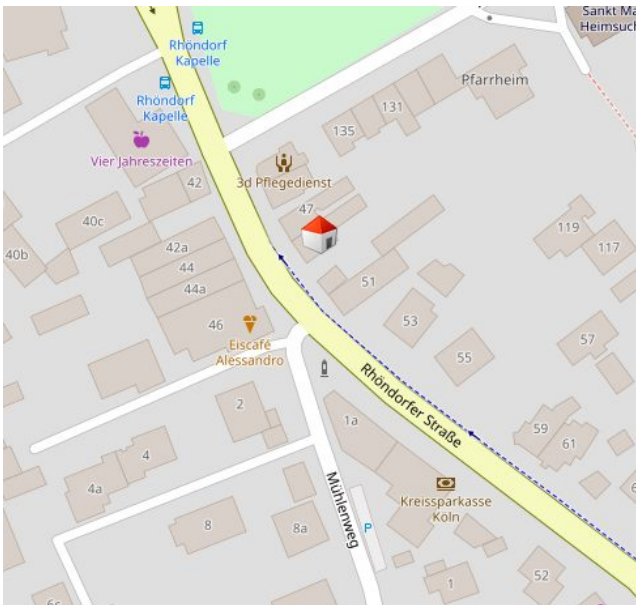 Sankt Ma
Heimsuch
Rhöndorf
Kapelle
Rhöndorf
Kapelle
Pfarrheim
131
135
Vier Jahreszeiten
3d Pflegedienst
42
47
40c
40b
42a
44
44a
46
119
117
51
53
55
57
Eiscafé
Alessandro
Rhöndorfer Straße
2
1a
59
61
6
4
4a
Mühlenweg
Kreissparkasse
Köln
8
8a
P
1
52
6c